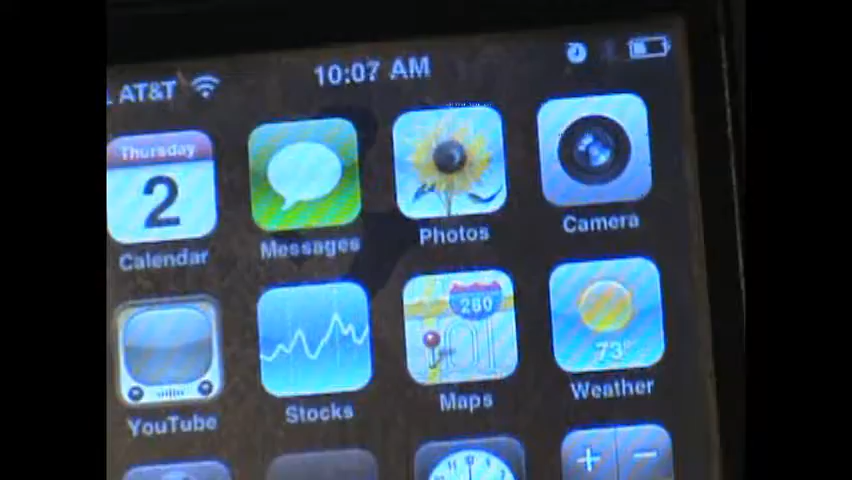 AT&T 10:07 AM
Thursday
2
Calendar Messages Photos Camera
280
73°
YouTube Stocks Maps Weather